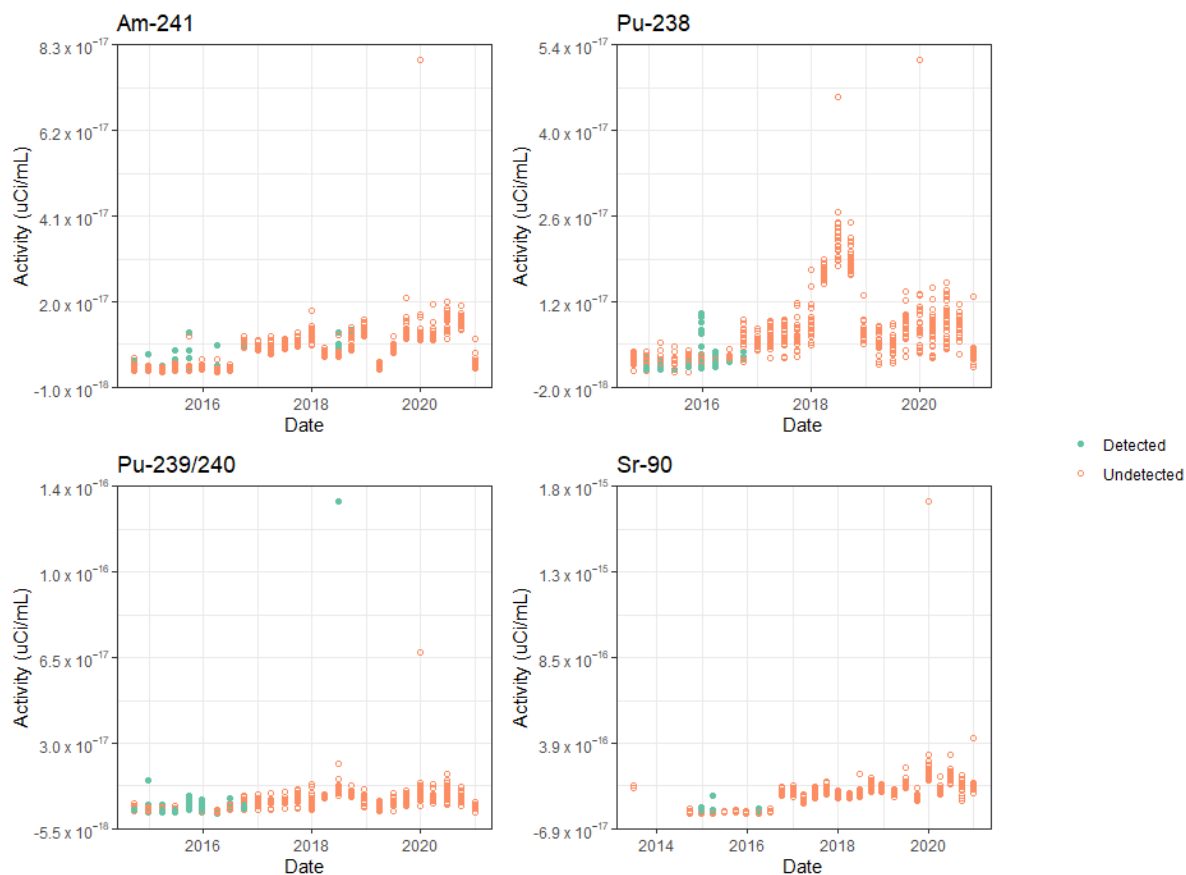 Am-241
8.3 x 10⁻¹⁷
6.2 x 10⁻¹⁷
4.1 x 10⁻¹⁷
2.0 x 10⁻¹⁷
-1.0 x 10⁻¹⁸
Activity (uCi/mL)
2016 2018 2020
Date
Pu-238
5.4 x 10⁻¹⁷
4.0 x 10⁻¹⁷
2.6 x 10⁻¹⁷
1.2 x 10⁻¹⁷
-2.0 x 10⁻¹⁸
Activity (uCi/mL)
2016 2018 2020
Date
Detected
Undetected
Pu-239/240
1.4 x 10⁻¹⁶
1.0 x 10⁻¹⁶
6.5 x 10⁻¹⁷
3.0 x 10⁻¹⁷
-5.5 x 10⁻¹⁸
Activity (uCi/mL)
2016 2018 2020
Date
Sr-90
1.8 x 10⁻¹⁵
1.3 x 10⁻¹⁵
8.5 x 10⁻¹⁶
3.9 x 10⁻¹⁶
-6.9 x 10⁻¹⁷
Activity (uCi/mL)
2014 2016 2018 2020
Date